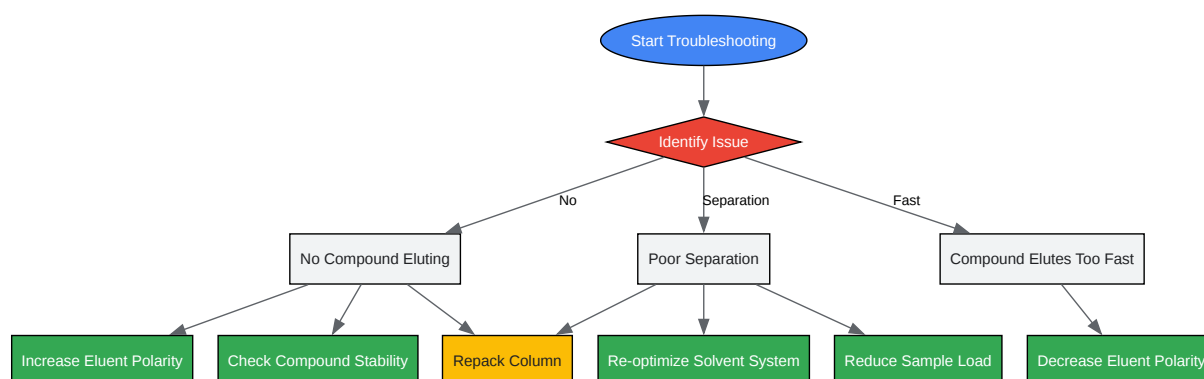 Start Troubleshooting
Identify Issue
No
Separation
Fast
No Compound Eluting
Poor Separation
Compound Elutes Too Fast
Increase Eluent Polarity
Check Compound Stability
Repack Column
Re-optimize Solvent System
Reduce Sample Load
Decrease Eluent Polarity